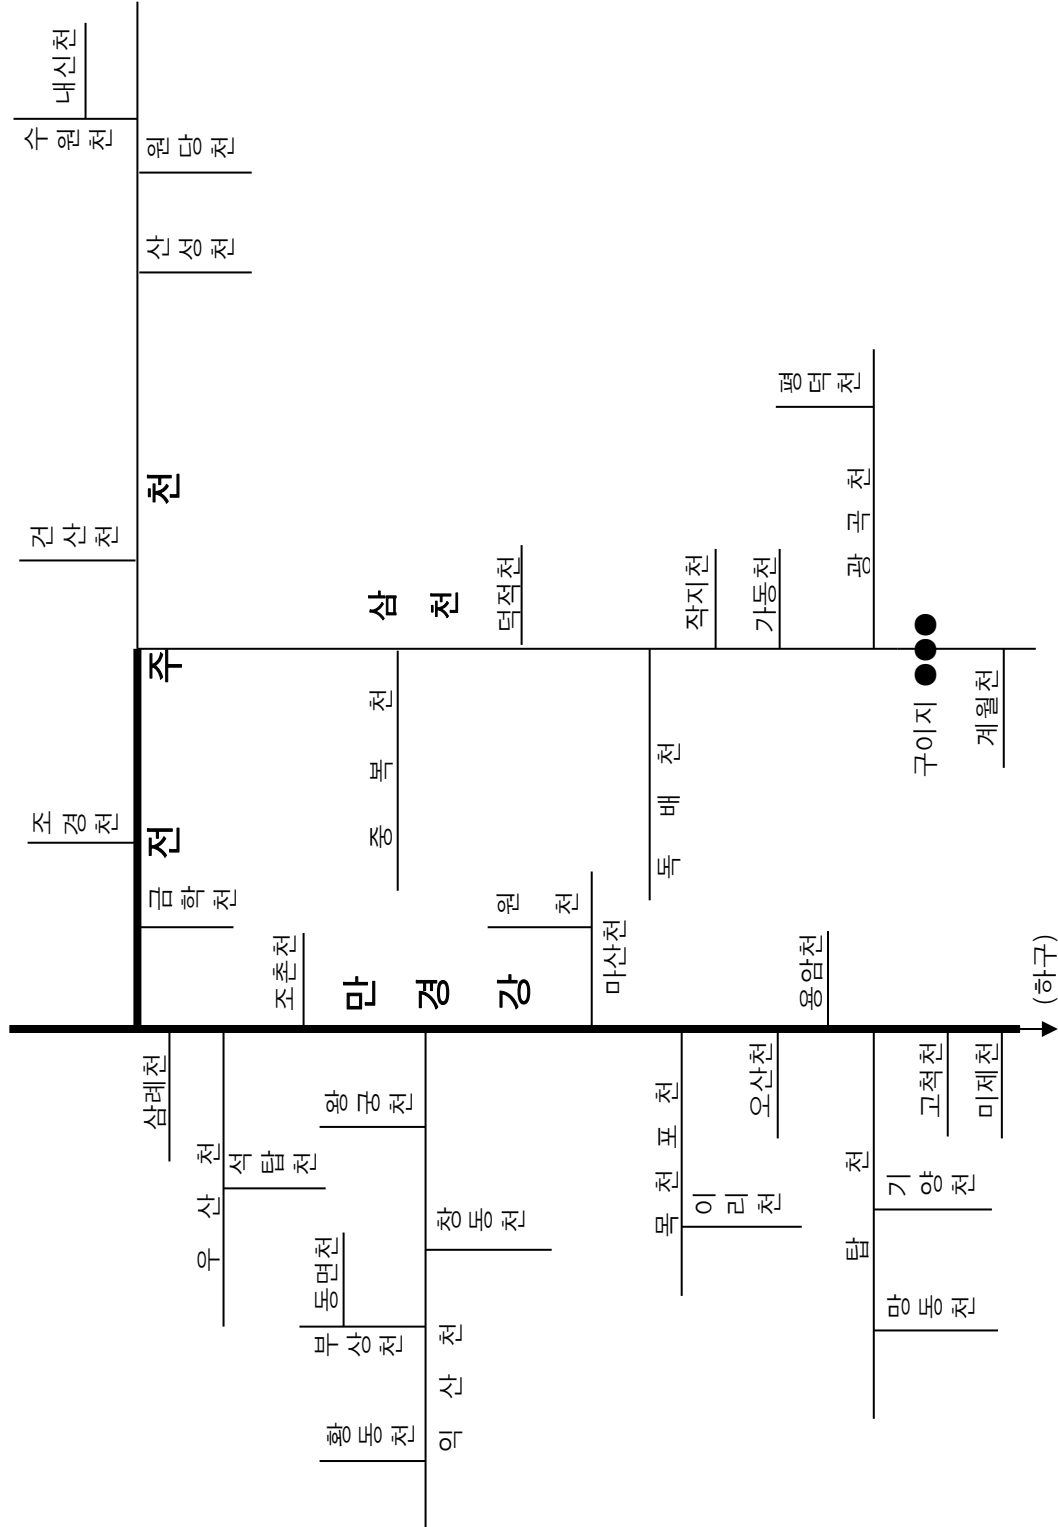 내신천
수원천
원당천
산성천
건산천
전주천
삼천
조경천
금학천
덕적천
작지천
가동천
평덕천
광곡천
구이지
계월천
중복천
독배천
원천
마산천
조촌천
용암천
만경강
(하구)
삼례천
우산천
석탑천
왕궁천
창동천
동면천
부상천
황동천
익산천
목천포천
이리천
오산천
탑천
기양천
망동천
고척천
미제천